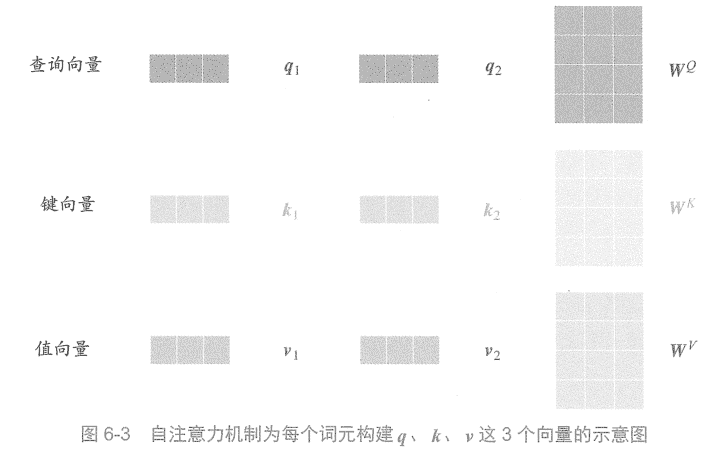 查询向量 q₁ q₂ W^Q
键向量 k₁ k₂ W^K
值向量 v₁ v₂ W^V
图 6-3 自注意力机制为每个词元构建 q、k、v 这 3 个向量的示意图